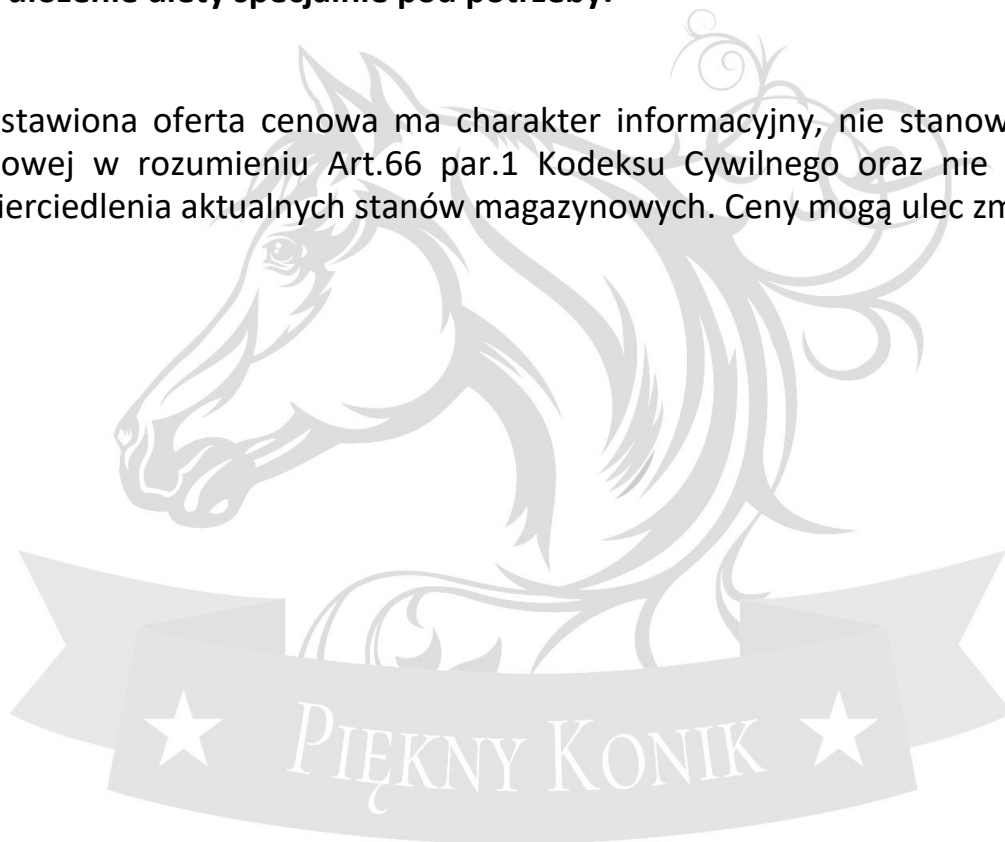 ułożenie diety specjalnie pod potrzeby.
stawiona oferta cenowa ma charakter informacyjny, nie stanow
owej w rozumieniu Art.66 par.1 Kodeksu Cywilnego oraz nie
ierciedlenia aktualnych stanów magazynowych. Ceny mogą ulec zm
PIĘKNY KONIK